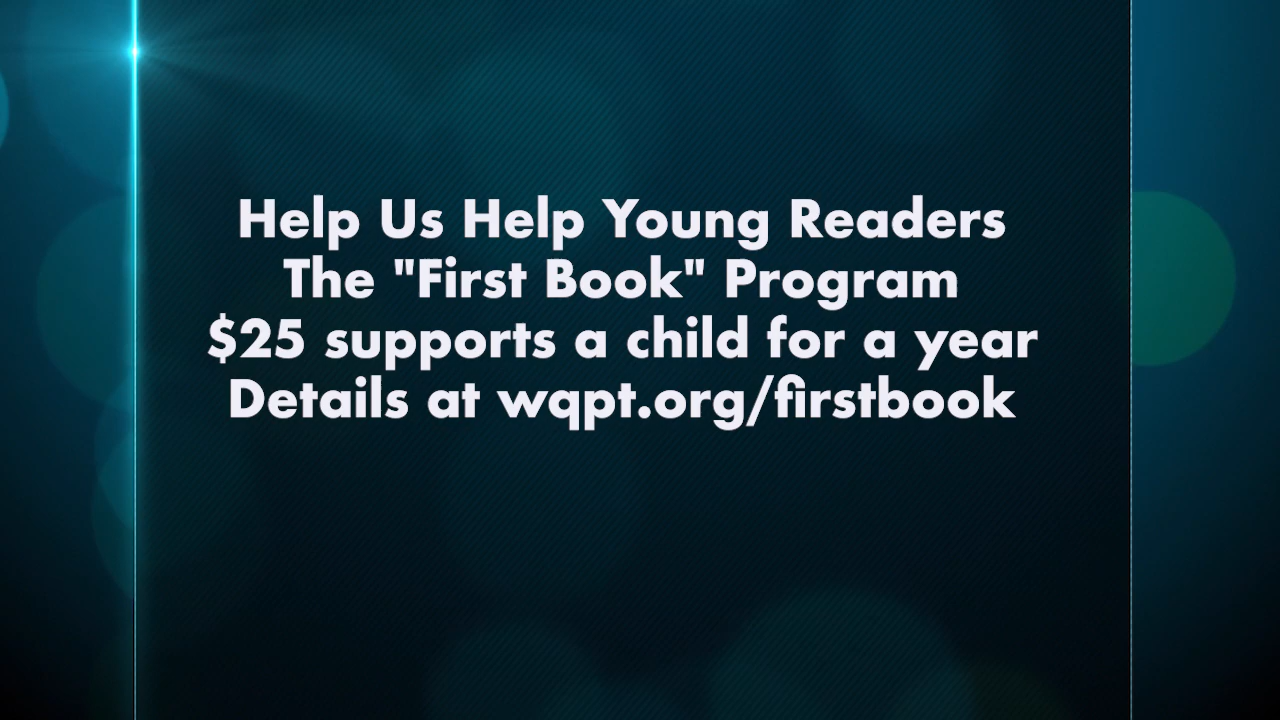 Help Us Help Young Readers
The "First Book" Program
$25 supports a child for a year
Details at wqpt.org/firstbook